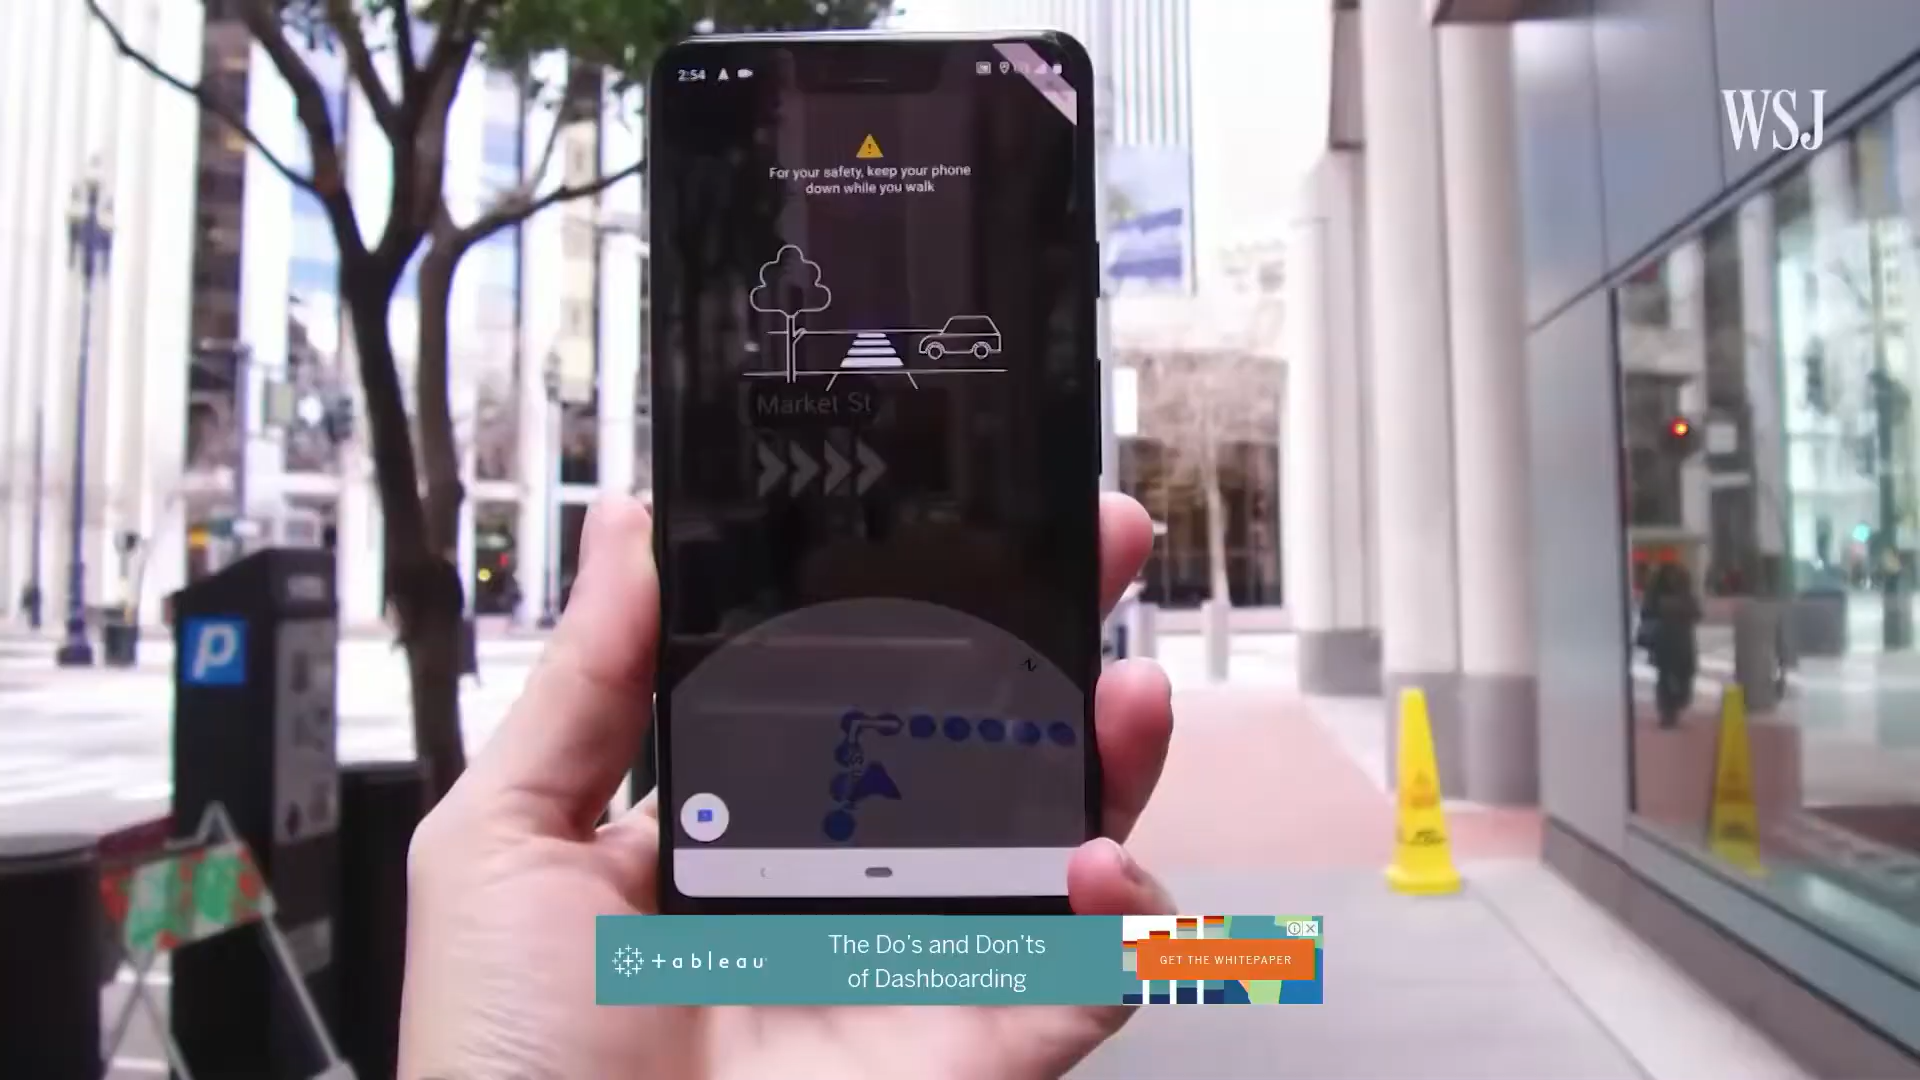 2:54
WSJ
For your safety, keep your phone
down while you walk
Market St
P
+ a b | e a u
The Do's and Don'ts
of Dashboarding
GET THE WHITEPAPER